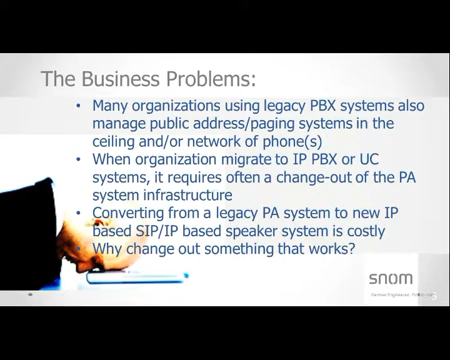 The Business Problems:
• Many organizations using legacy PBX systems also
manage public address/paging systems in the
ceiling and/or network of phone(s)
• When organization migrate to IP PBX or UC
systems, it requires often a change-out of the PA
system infrastructure
• Converting from a legacy PA system to new IP
based SIP/IP based speaker system is costly
• Why change out something that works?
snom